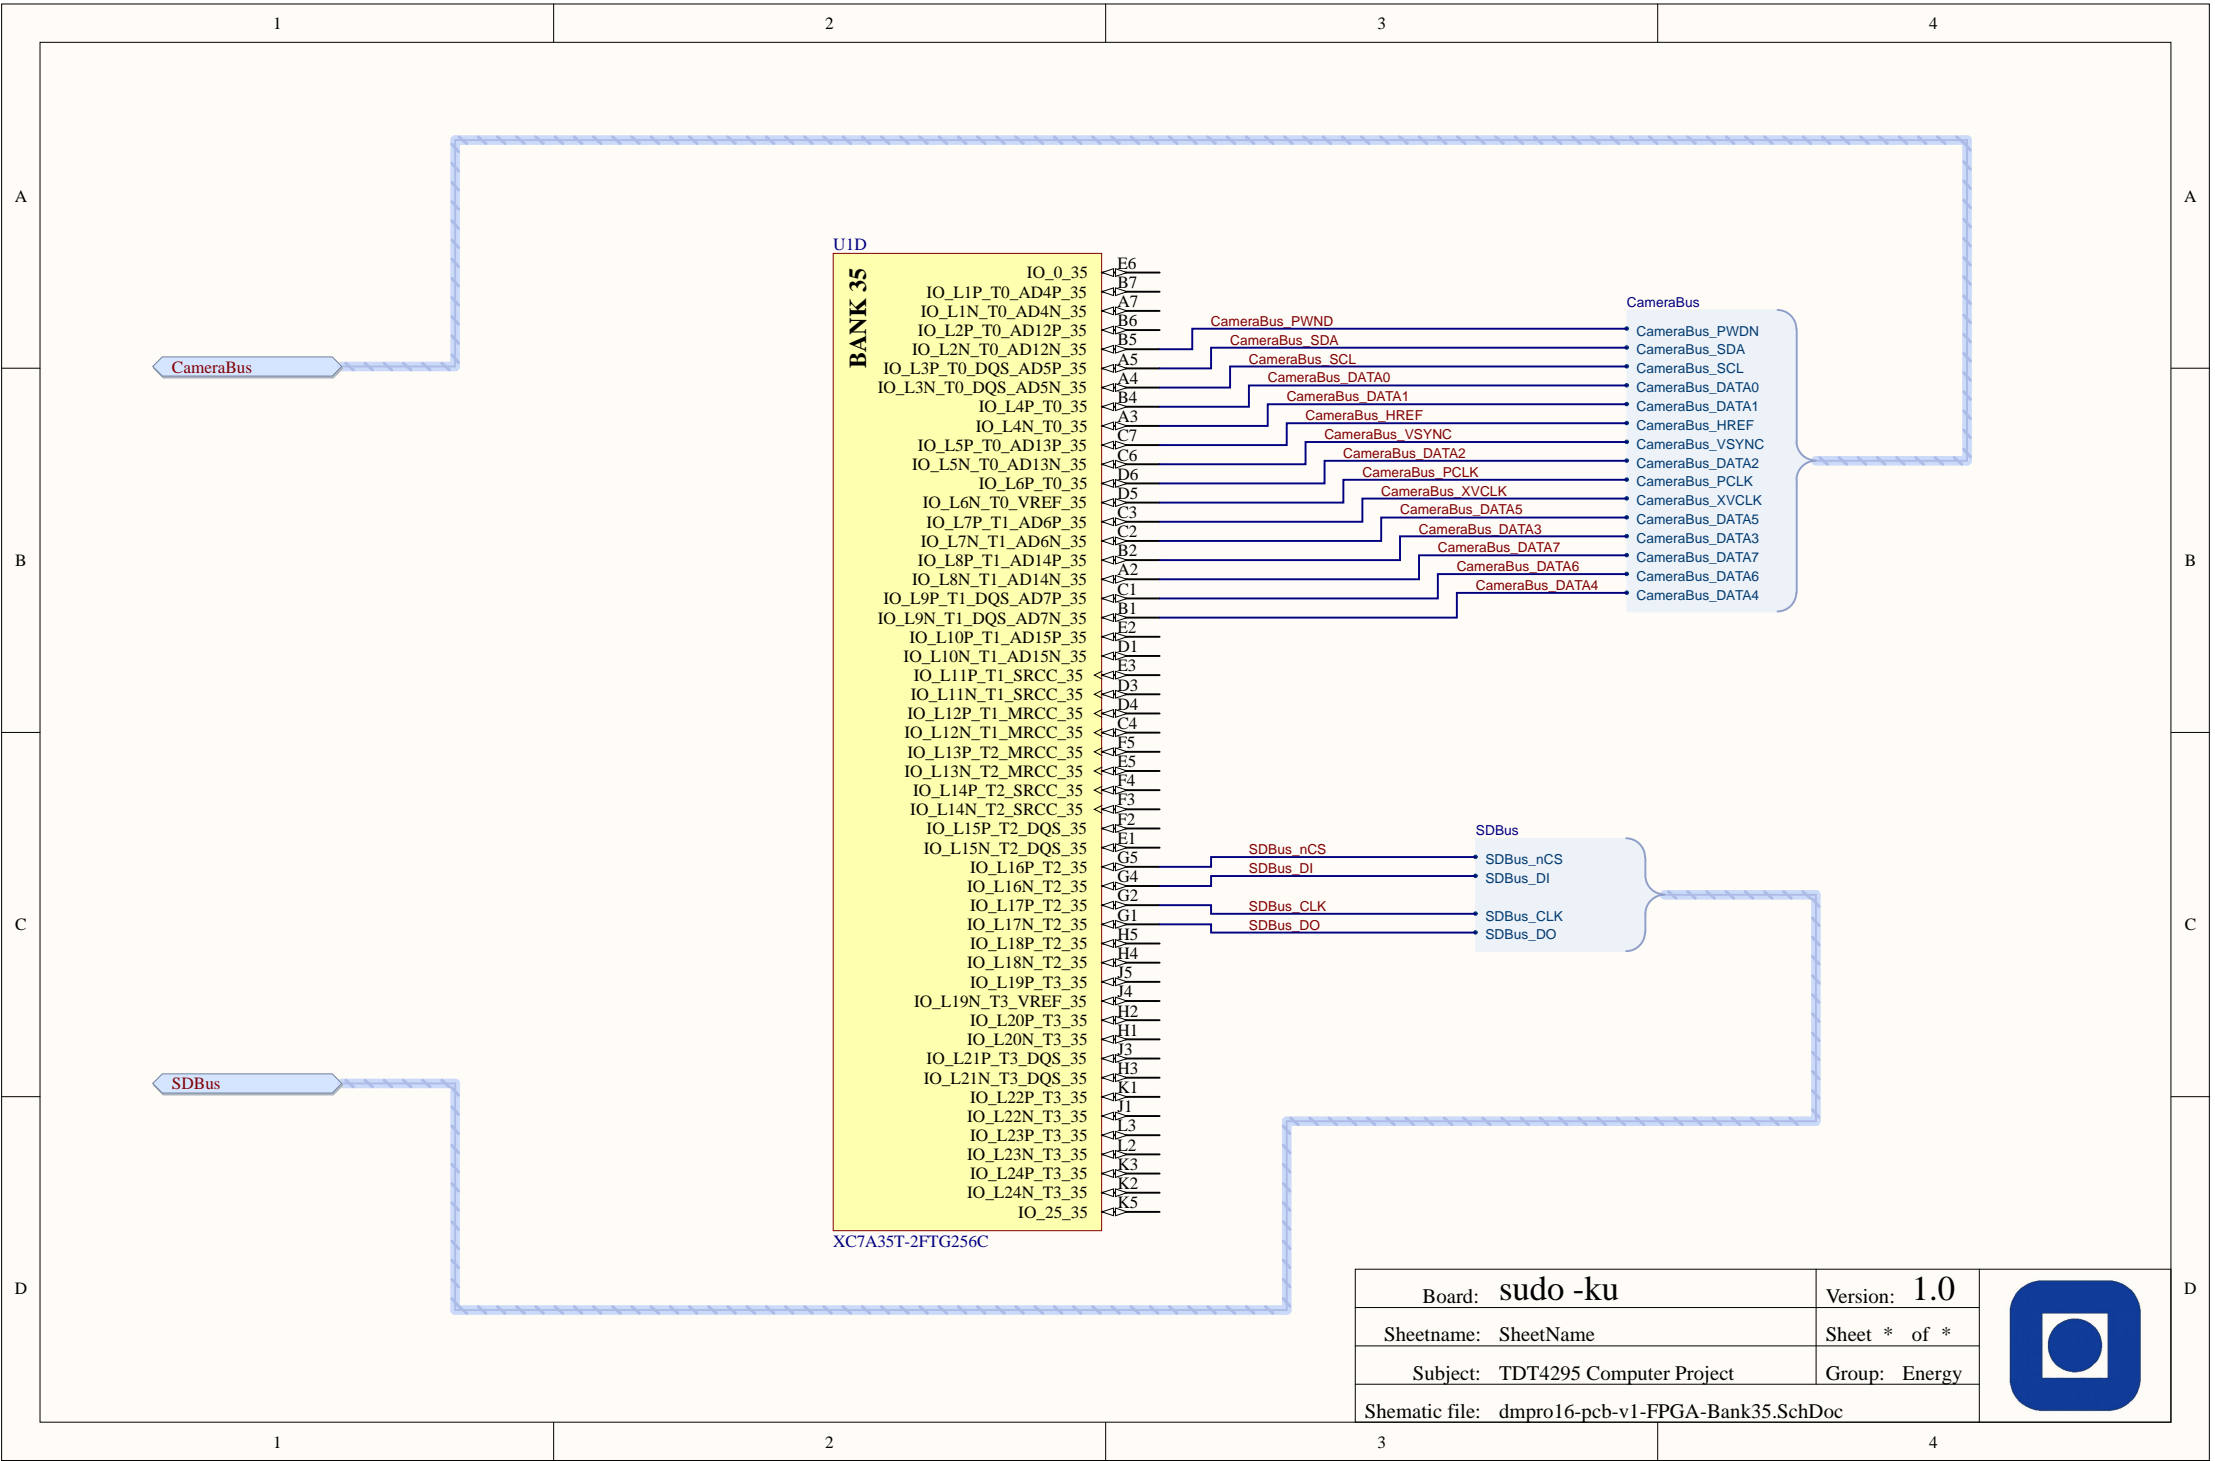 1 2 3 4
A A
U1D
BANK 35
IO_0_35 E6
IO_L1P_T0_AD4P_35 B7
IO_L1N_T0_AD4N_35 A7
IO_L2P_T0_AD12P_35 B6
IO_L2N_T0_AD12N_35 B5
IO_L3P_T0_DQS_AD5P_35 A5
IO_L3N_T0_DQS_AD5N_35 A4
IO_L4P_T0_35 B4
IO_L4N_T0_35 A3
IO_L5P_T0_AD13P_35 C7
IO_L5N_T0_AD13N_35 C6
IO_L6P_T0_35 D6
IO_L6N_T0_VREF_35 D5
IO_L7P_T1_AD6P_35 C3
IO_L7N_T1_AD6N_35 C2
IO_L8P_T1_AD14P_35 B2
IO_L8N_T1_AD14N_35 A2
IO_L9P_T1_DQS_AD7P_35 C1
IO_L9N_T1_DQS_AD7N_35 B1
IO_L10P_T1_AD15P_35 E2
IO_L10N_T1_AD15N_35 D1
IO_L11P_T1_SRCC_35 E3
IO_L11N_T1_SRCC_35 D3
IO_L12P_T1_MRCC_35 D4
IO_L12N_T1_MRCC_35 C4
IO_L13P_T2_MRCC_35 F5
IO_L13N_T2_MRCC_35 E5
IO_L14P_T2_SRCC_35 F4
IO_L14N_T2_SRCC_35 F3
IO_L15P_T2_DQS_35 F2
IO_L15N_T2_DQS_35 E1
IO_L16P_T2_35 G5
IO_L16N_T2_35 G4
IO_L17P_T2_35 G2
IO_L17N_T2_35 G1
IO_L18P_T2_35 H5
IO_L18N_T2_35 H4
IO_L19P_T3_35 J5
IO_L19N_T3_VREF_35 J4
IO_L20P_T3_35 H2
IO_L20N_T3_35 H1
IO_L21P_T3_DQS_35 J3
IO_L21N_T3_DQS_35 H3
IO_L22P_T3_35 K1
IO_L22N_T3_35 J1
IO_L23P_T3_35 L3
IO_L23N_T3_35 L2
IO_L24P_T3_35 K3
IO_L24N_T3_35 K2
IO_25_35 K5
XC7A35T-2FTG256C
CameraBus
CameraBus
CameraBus_PWND CameraBus_PWDN
CameraBus_SDA CameraBus_SDA
CameraBus_SCL CameraBus_SCL
CameraBus_DATA0 CameraBus_DATA0
CameraBus_DATA1 CameraBus_DATA1
CameraBus_HREF CameraBus_HREF
CameraBus_VSYNC CameraBus_VSYNC
CameraBus_DATA2 CameraBus_DATA2
CameraBus_PCLK CameraBus_PCLK
CameraBus_XVCLK CameraBus_XVCLK
CameraBus_DATA5 CameraBus_DATA5
CameraBus_DATA3 CameraBus_DATA3
CameraBus_DATA7 CameraBus_DATA7
CameraBus_DATA6 CameraBus_DATA6
CameraBus_DATA4 CameraBus_DATA4
B B
SDBus
SDBus_nCS SDBus_nCS
SDBus_DI SDBus_DI
SDBus_CLK SDBus_CLK
SDBus_DO SDBus_DO
C C
SDBus
D D
Board: sudo -ku Version: 1.0
Sheetname: SheetName Sheet * of *
Subject: TDT4295 Computer Project Group: Energy
Shematic file: dmpro16-pcb-v1-FPGA-Bank35.SchDoc
1 2 3 4